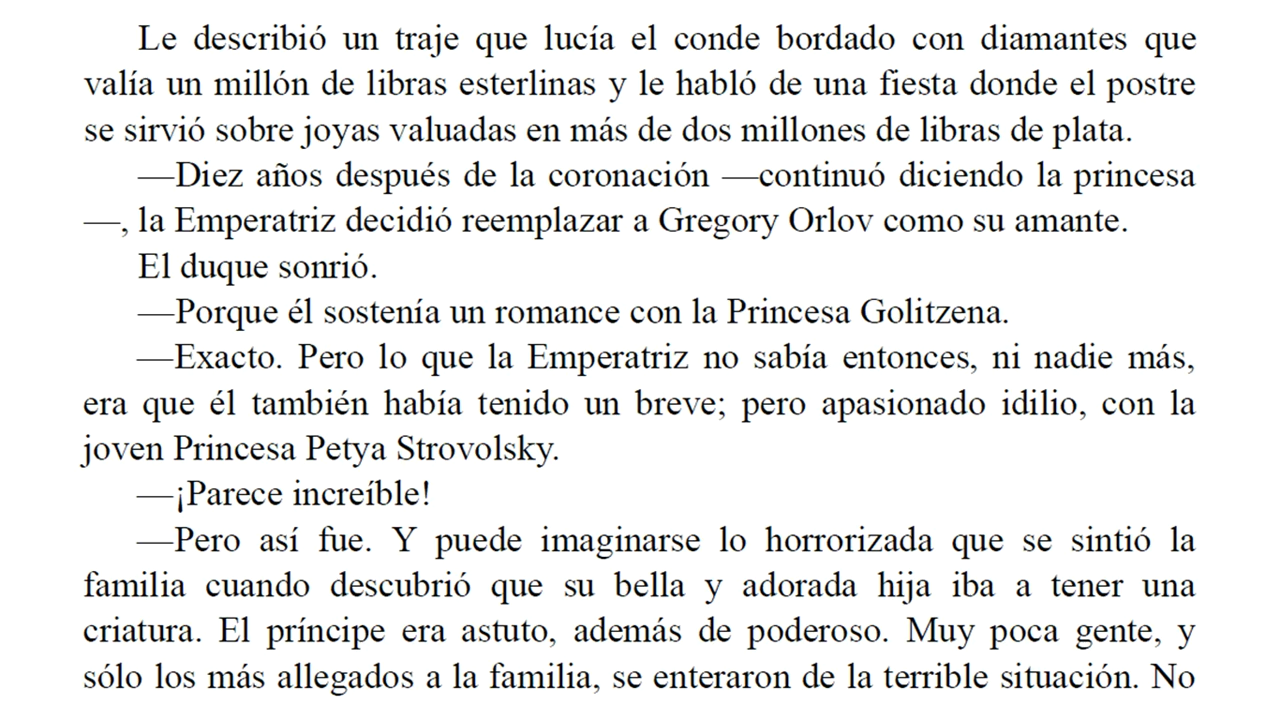 Le describió un traje que lucía el conde bordado con diamantes que
valía un millón de libras esterlinas y le habló de una fiesta donde el postre
se sirvió sobre joyas valuadas en más de dos millones de libras de plata.
—Diez años después de la coronación —continuó diciendo la princesa
—, la Emperatriz decidió reemplazar a Gregory Orlov como su amante.
El duque sonrió.
—Porque él sostenía un romance con la Princesa Golitzena.
—Exacto. Pero lo que la Emperatriz no sabía entonces, ni nadie más,
era que él también había tenido un breve; pero apasionado idilio, con la
joven Princesa Petya Strovolsky.
—¡Parece increíble!
—Pero así fue. Y puede imaginarse lo horrorizada que se sintió la
familia cuando descubrió que su bella y adorada hija iba a tener una
criatura. El príncipe era astuto, además de poderoso. Muy poca gente, y
sólo los más allegados a la familia, se enteraron de la terrible situación. No